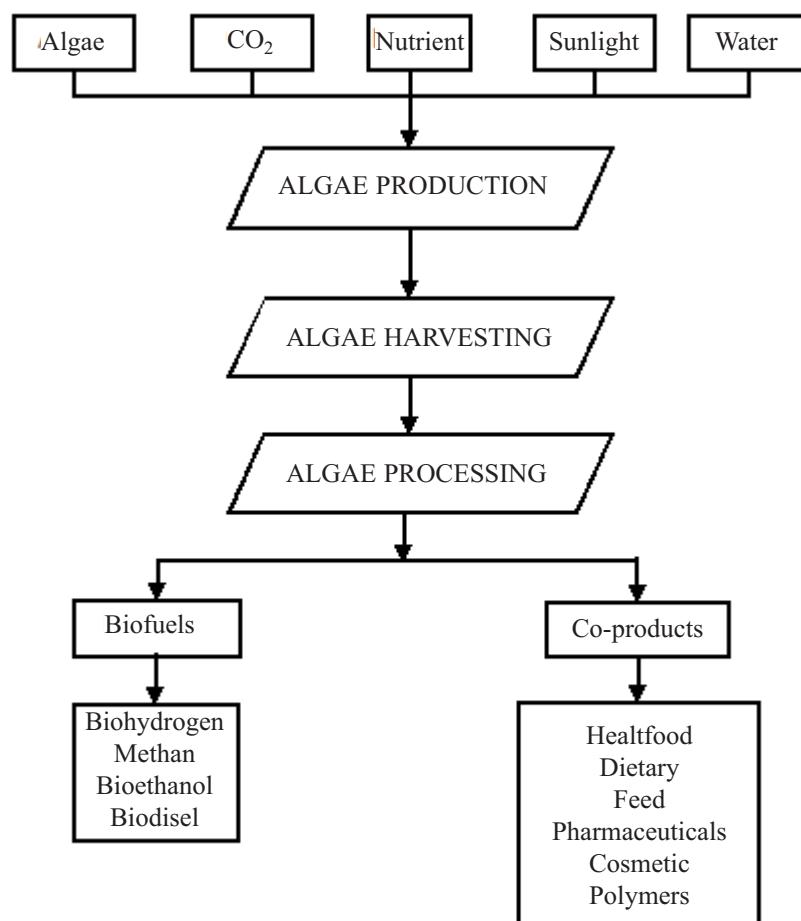 Algae
CO₂
Nutrient
Sunlight
Water
ALGAE PRODUCTION
ALGAE HARVESTING
ALGAE PROCESSING
Biofuels
Co-products
Biohydrogen
Methan
Bioethanol
Biodisel
Healtfood
Dietary
Feed
Pharmaceuticals
Cosmetic
Polymers